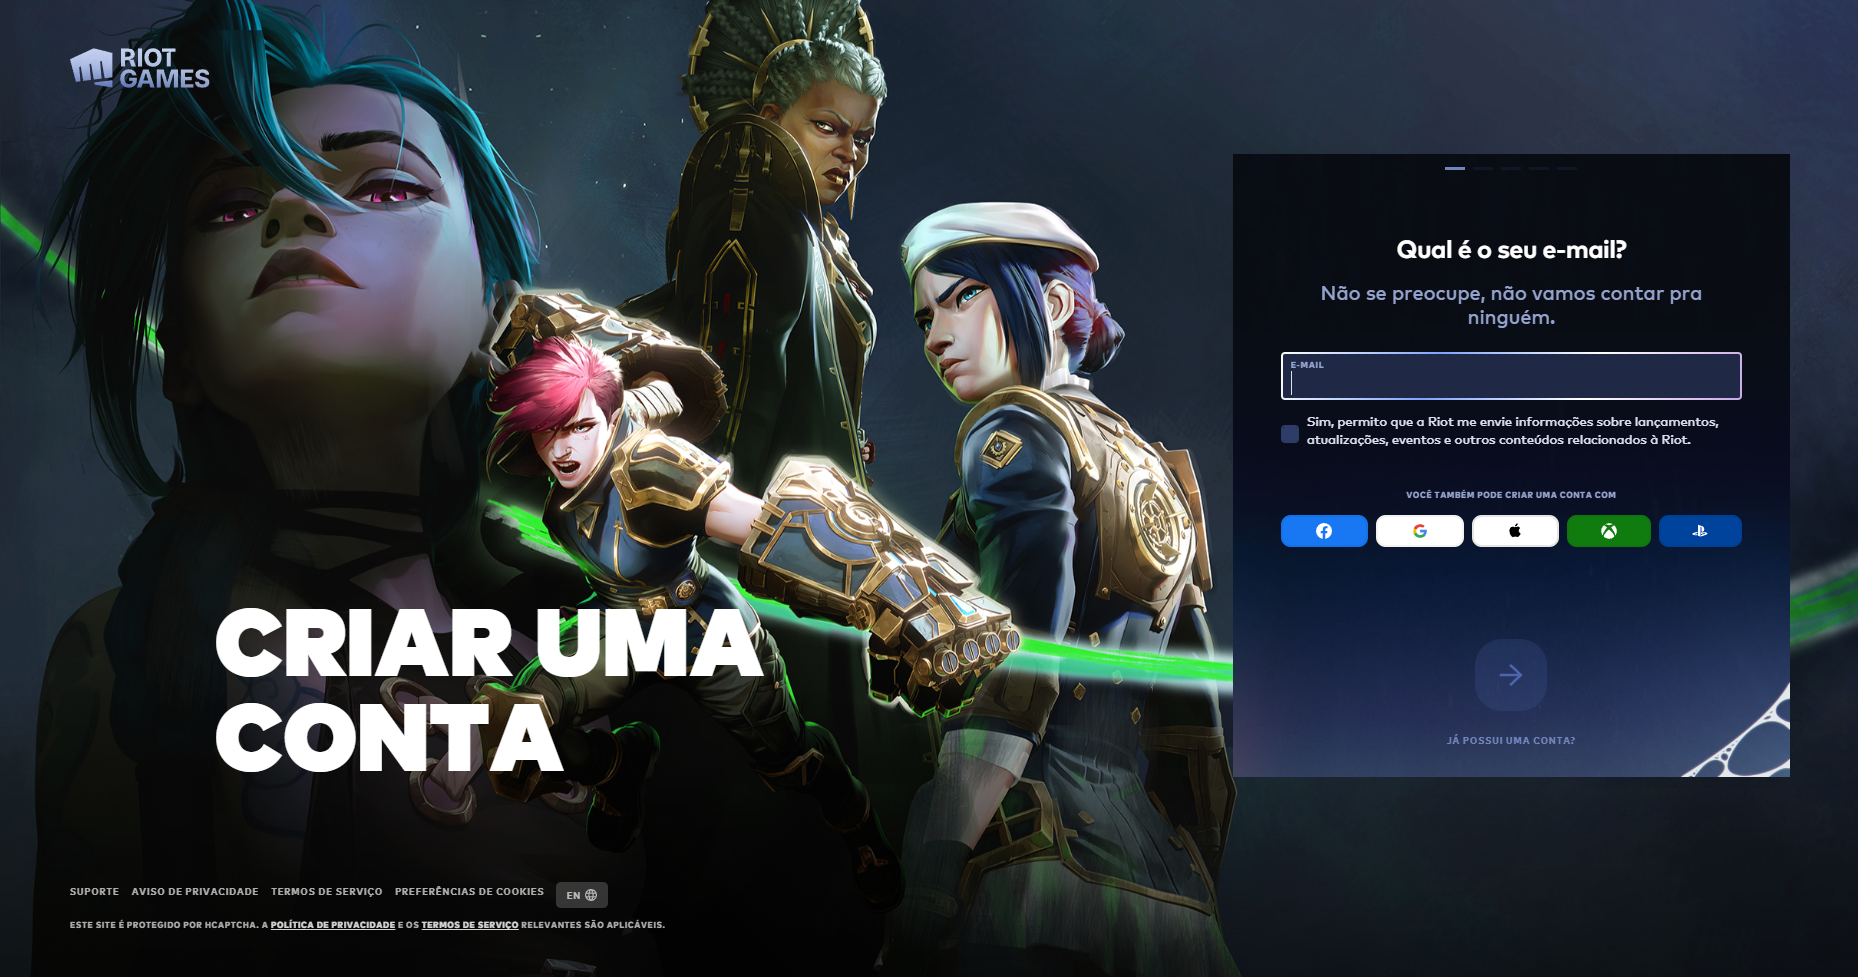 RIOT
GAMES
Qual é o seu e-mail?
Não se preocupe, não vamos contar pra
ninguém.
E-MAIL
Sim, permito que a Riot me envie informações sobre lançamentos,
atualizações, eventos e outros conteúdos relacionados à Riot.
VOCÊ TAMBÉM PODE CRIAR UMA CONTA COM
JÁ POSSUI UMA CONTA?
CRIAR UMA
CONTA
SUPORTE AVISO DE PRIVACIDADE TERMOS DE SERVIÇO PREFERÊNCIAS DE COOKIES EN
ESTE SITE É PROTEGIDO POR HCAPTCHA. A POLÍTICA DE PRIVACIDADE E OS TERMOS DE SERVIÇO RELEVANTES SÃO APLICÁVEIS.